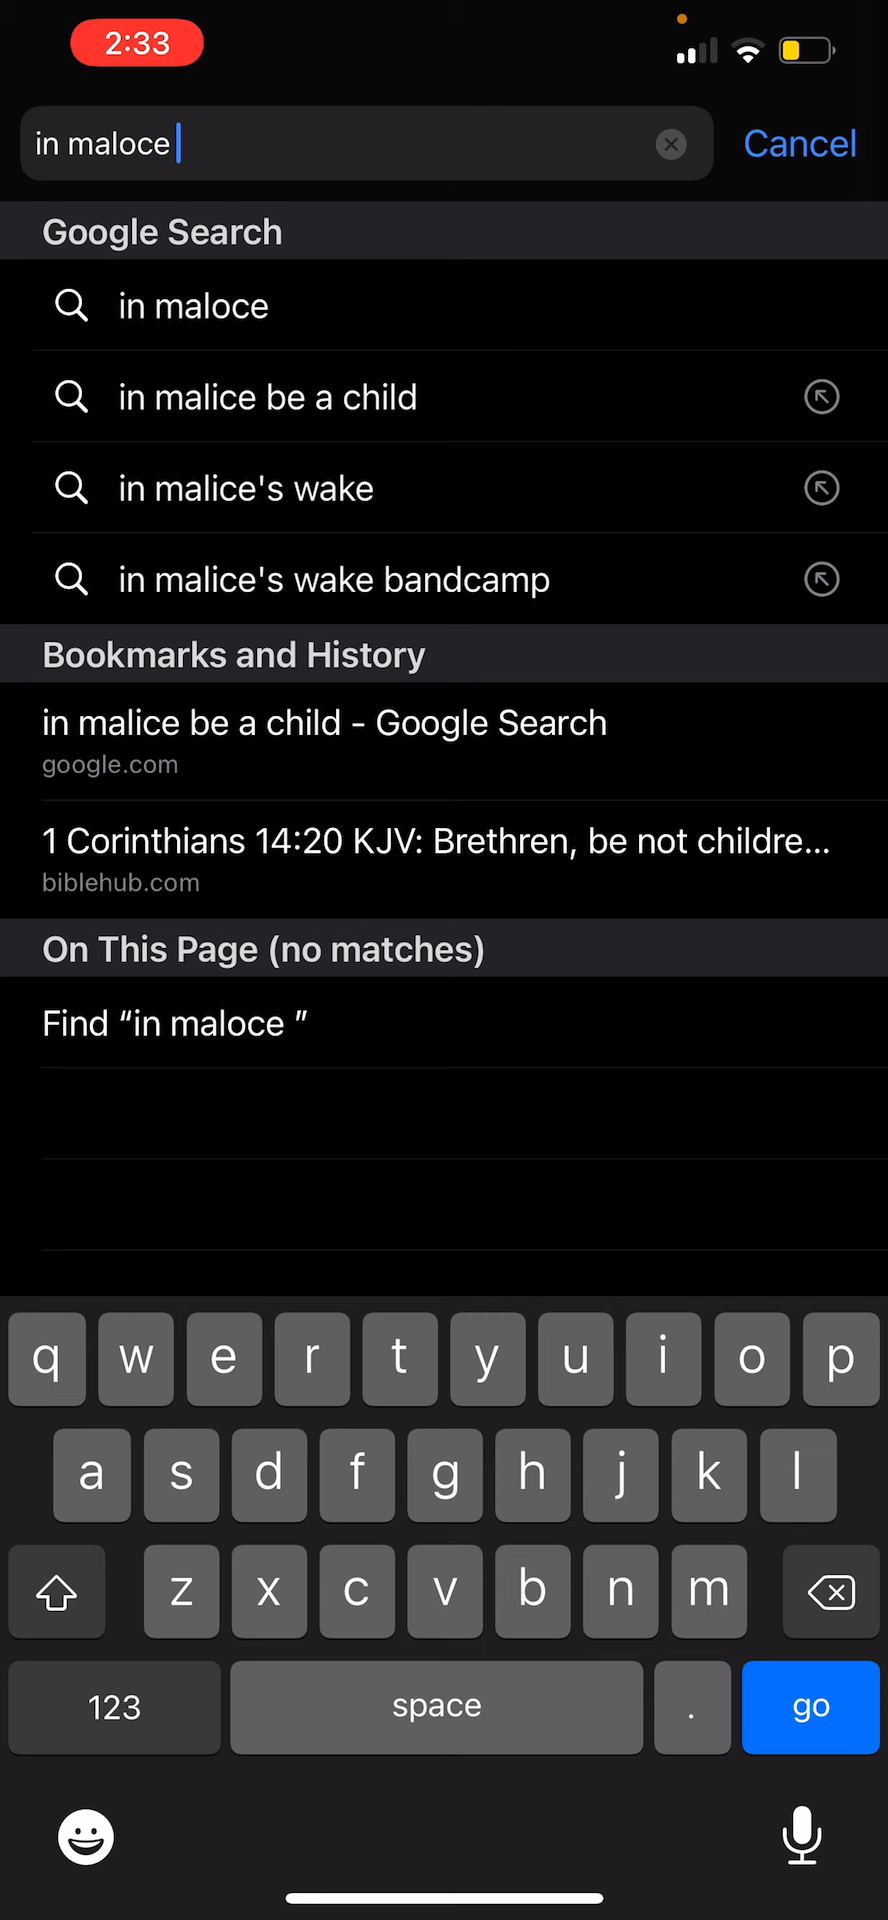 2:33
in maloce
Cancel
Google Search
in maloce
in malice be a child
in malice's wake
in malice's wake bandcamp
Bookmarks and History
in malice be a child - Google Search
google.com
1 Corinthians 14:20 KJV: Brethren, be not childre...
biblehub.com
On This Page (no matches)
Find “in maloce ”
q w e r t y u i o p
a s d f g h j k l
z x c v b n m
123 space . go